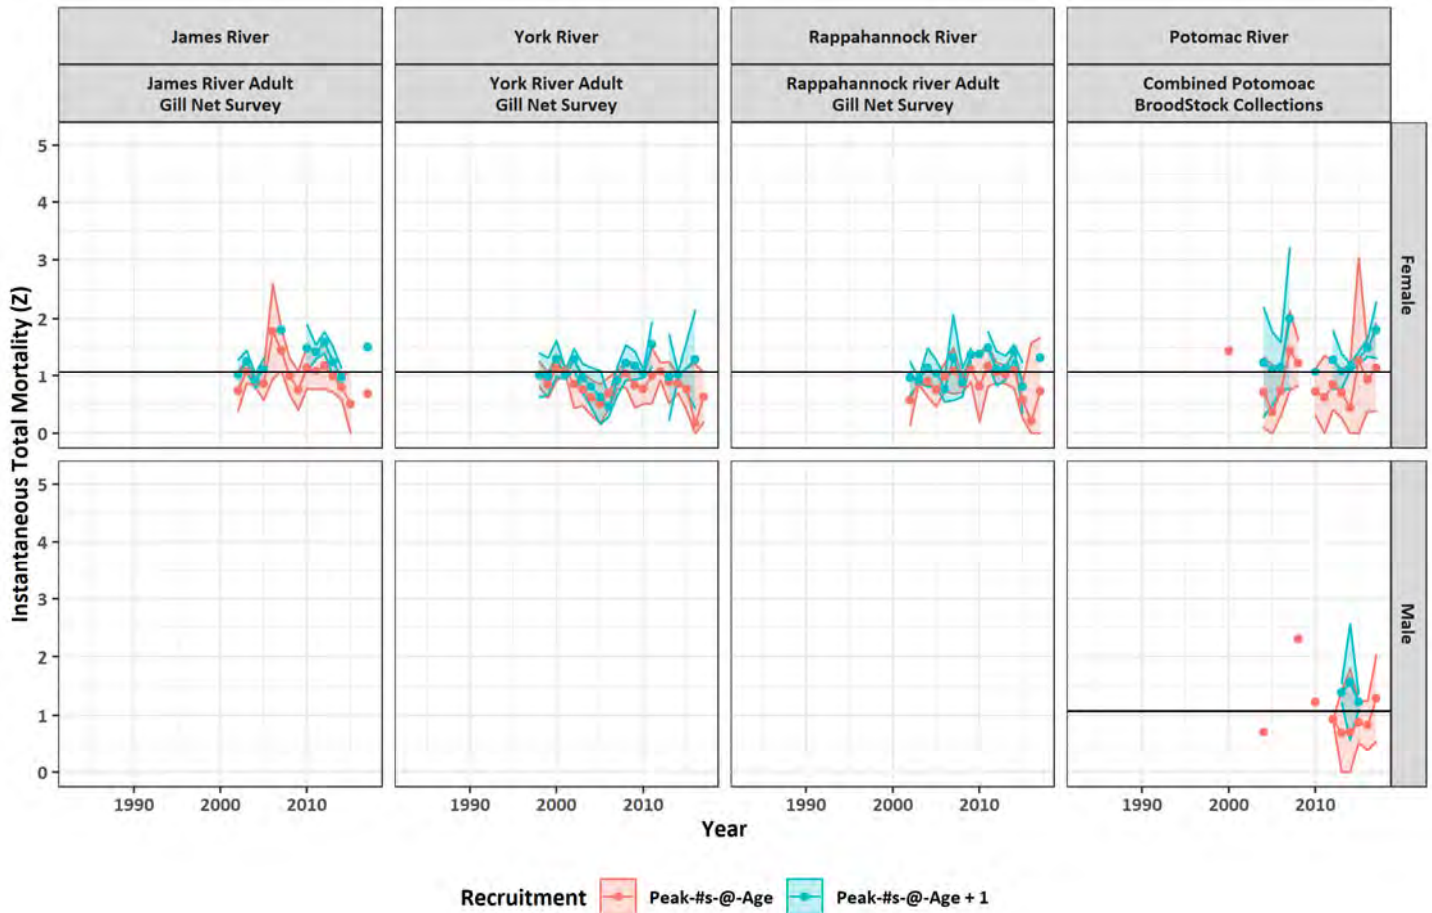 James River
York River
Rappahannock River
Potomac River
James River Adult
Gill Net Survey
York River Adult
Gill Net Survey
Rappahannock river Adult
Gill Net Survey
Combined Potomoac
BroodStock Collections
Instantaneous Total Mortality (Z)
5
4
3
2
1
0
Female
5
4
3
2
1
0
Male
1990 2000 2010
1990 2000 2010
1990 2000 2010
1990 2000 2010
Year
Recruitment Peak-#s-@-Age Peak-#s-@-Age + 1